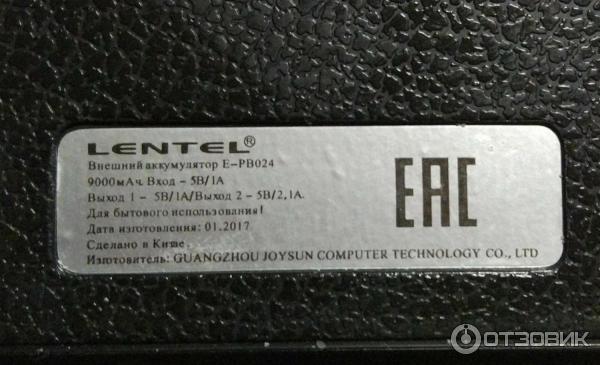 LENTEL®
Внешний аккумулятор E-PB024
9000мАч. Вход - 5В/1А
Выход 1 - 5В/1А/Выход 2 - 5В/2,1А.
Для бытового использования!
Дата изготовления: 01.2017
Сделано в Китае.
Изготовитель: GUANGZHOU JOYSUN COMPUTER TECHNOLOGY CO., LTD
EAC
ОТЗОВИК